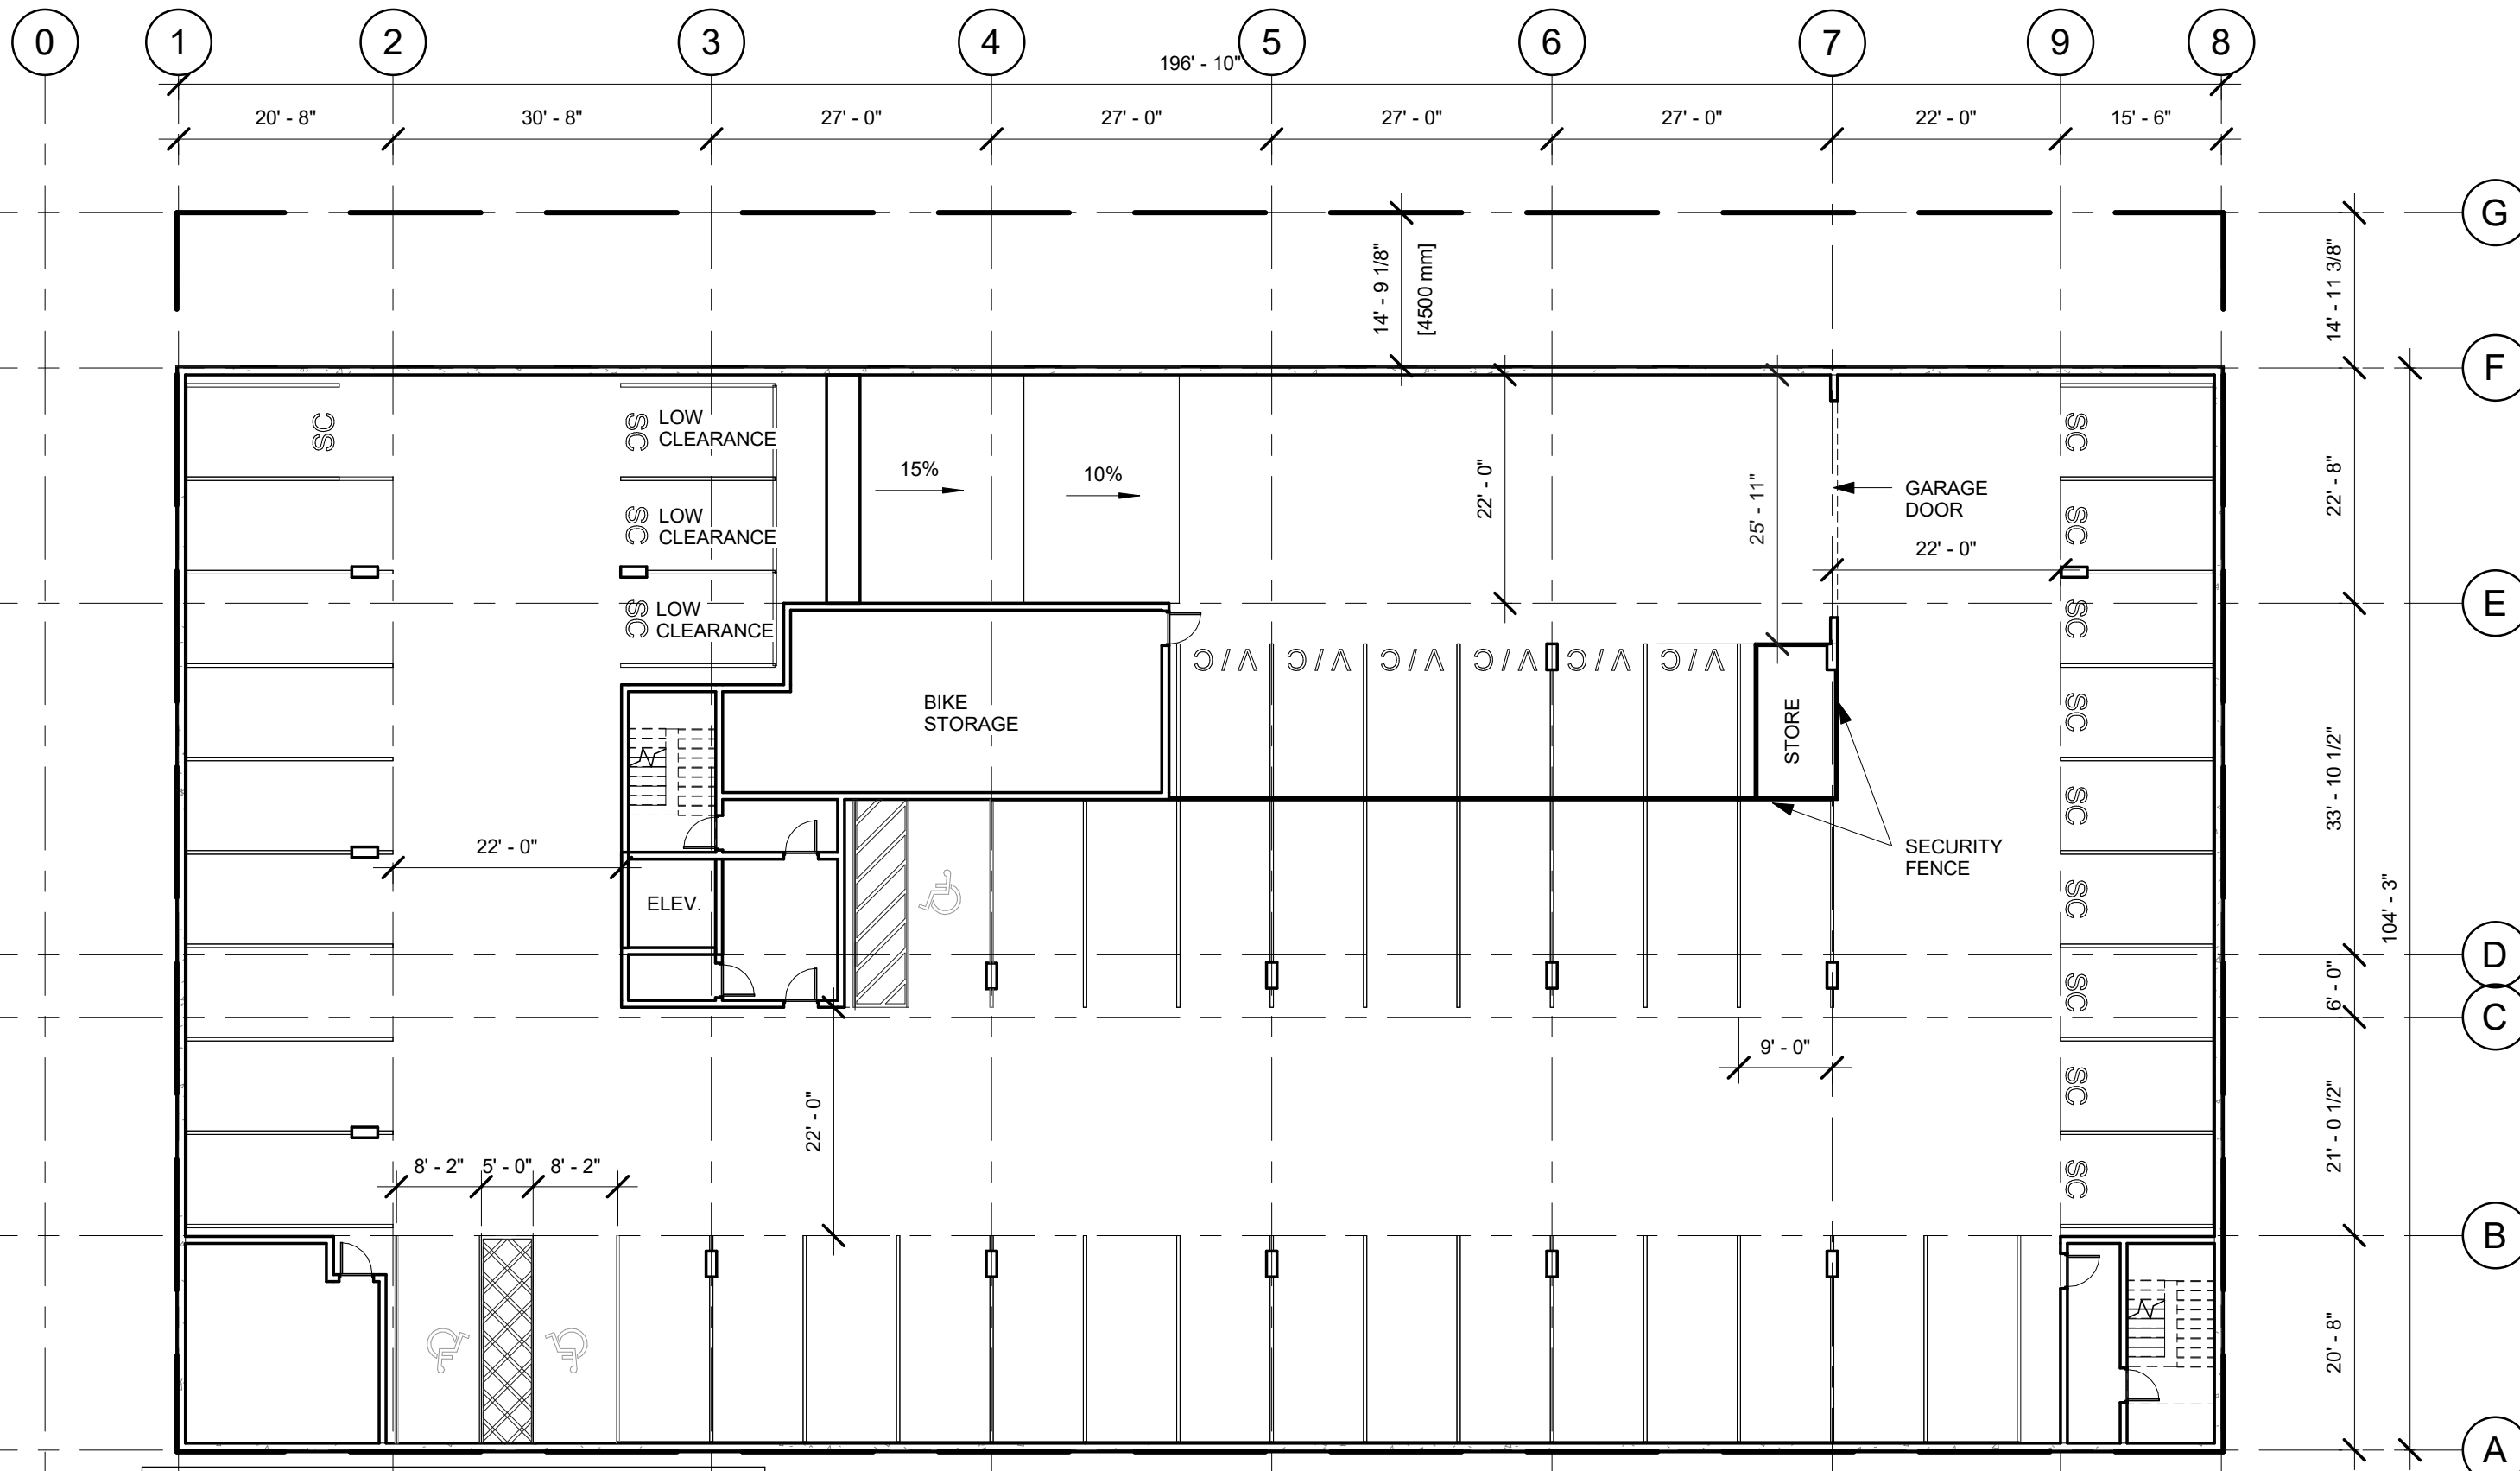 0
1
2
3
4
5
6
7
9
8
196' - 10"
20' - 8"
30' - 8"
27' - 0"
27' - 0"
27' - 0"
27' - 0"
22' - 0"
15' - 6"
G
14' - 9 1/8"
[4500 mm]
14' - 11 3/8"
F
SC
SC
LOW
CLEARANCE
SC
LOW
CLEARANCE
SC
LOW
CLEARANCE
15%
10%
22' - 0"
25' - 11"
GARAGE
DOOR
22' - 0"
SC
SC
SC
SC
SC
SC
SC
SC
SC
22' - 8"
E
V/C
V/C
V/C
V/C
V/C
V/C
BIKE
STORAGE
STORE
33' - 10 1/2"
22' - 0"
SECURITY
FENCE
ELEV.
104' - 3"
D
6' - 0"
C
9' - 0"
22' - 0"
21' - 0 1/2"
8' - 2"
5' - 0"
8' - 2"
B
20' - 8"
A